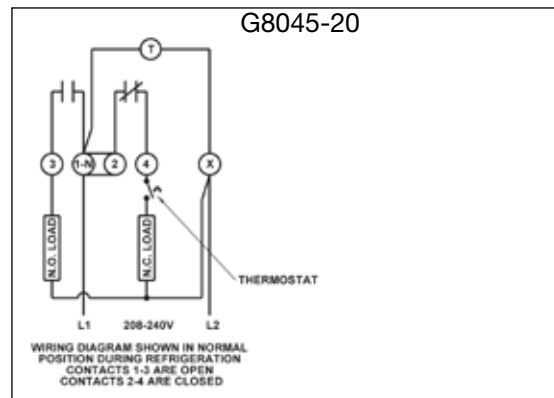 G8045-20
T
3 1-N 2 4 X
N.O. LOAD
N.C. LOAD
THERMOSTAT
L1 208-240V L2
WIRING DIAGRAM SHOWN IN NORMAL
POSITION DURING REFRIGERATION
CONTACTS 1-3 ARE OPEN
CONTACTS 2-4 ARE CLOSED